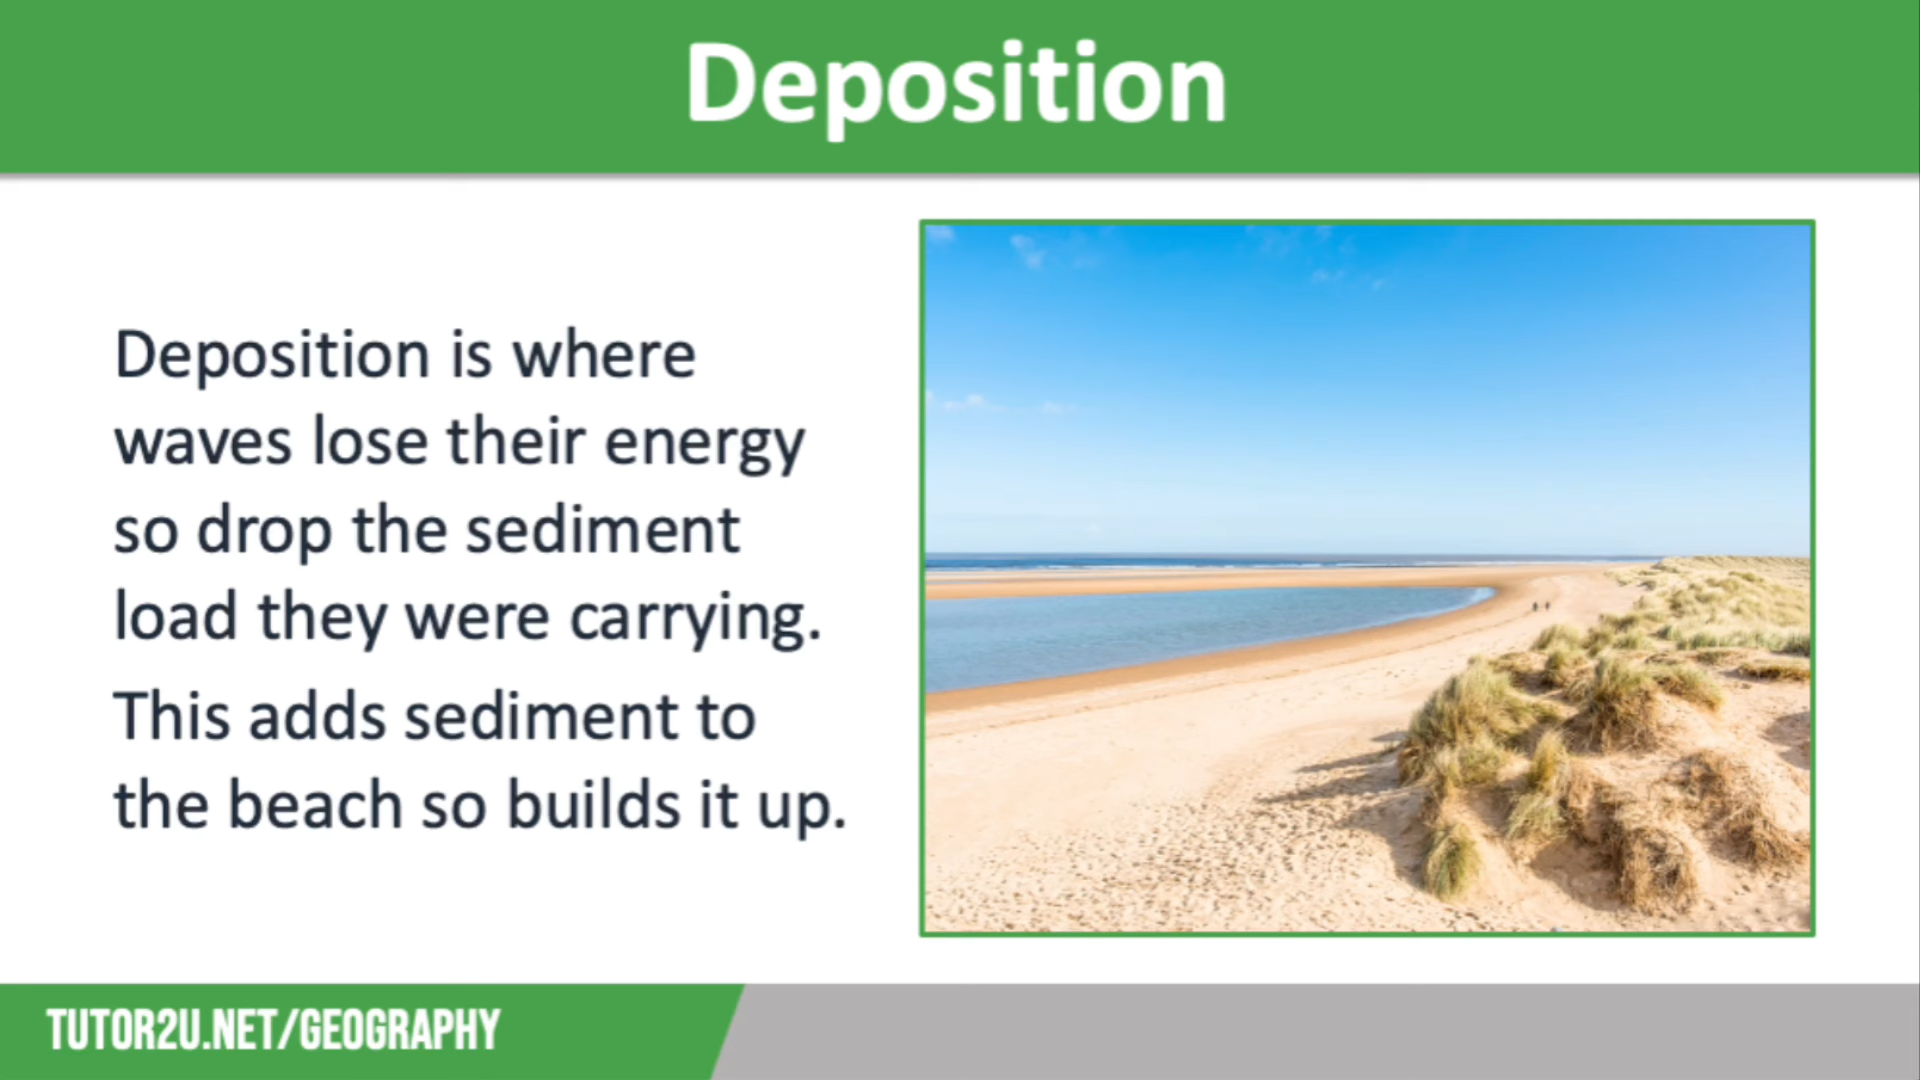 Deposition
Deposition is where
waves lose their energy
so drop the sediment
load they were carrying.
This adds sediment to
the beach so builds it up.
TUTOR2U.NET/GEOGRAPHY